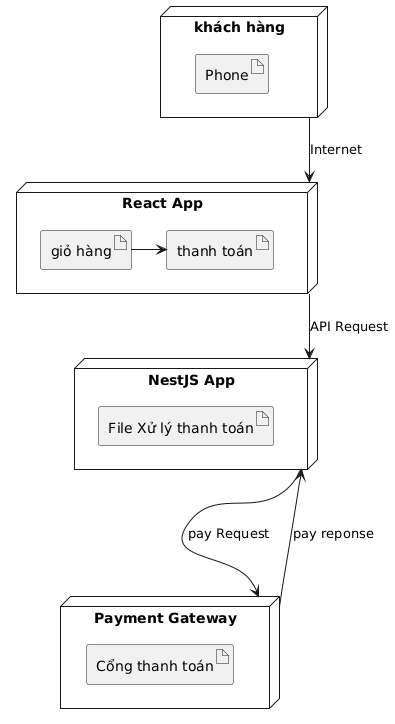 khách hàng
Phone
Internet
React App
giỏ hàng
thanh toán
API Request
NestJS App
File Xử lý thanh toán
pay Request
pay reponse
Payment Gateway
Cổng thanh toán